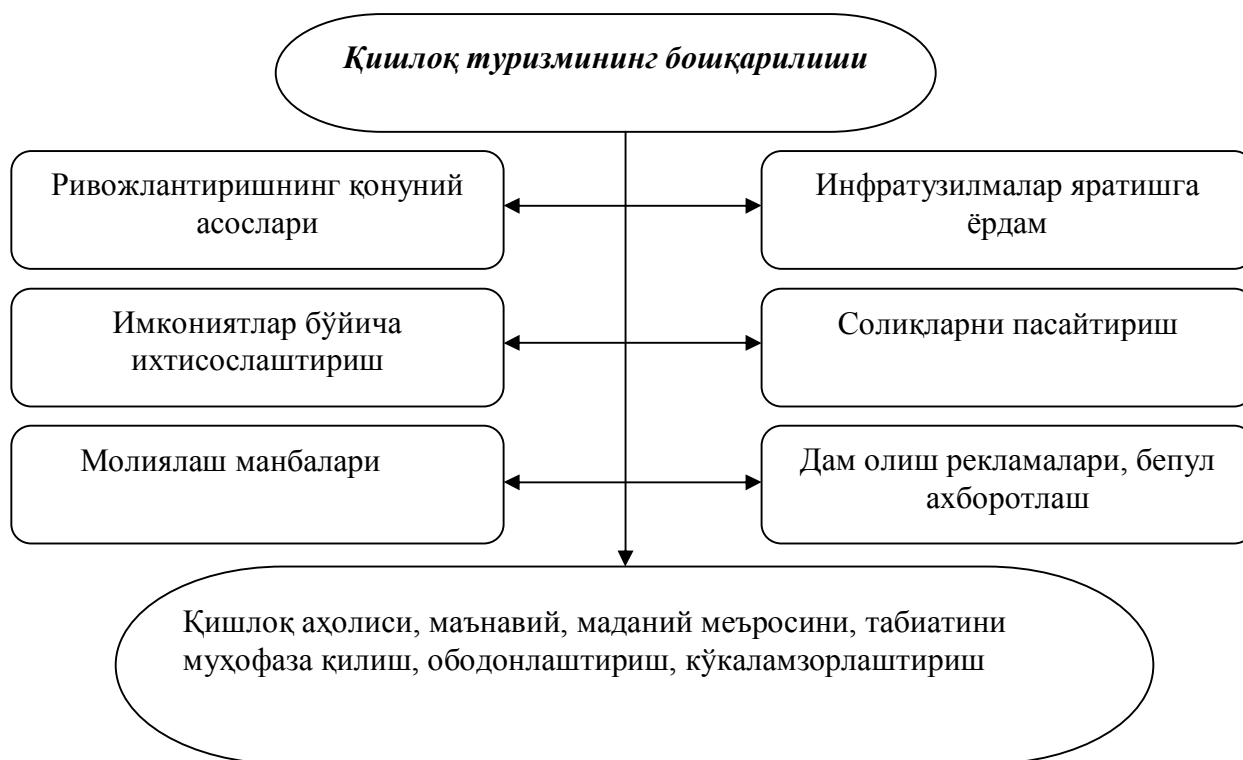 Қишлоқ туризмининг бошқарилиши
Ривожлантиришнинг қонуний
асослари
Инфратузилмалар яратишга
ёрдам
Имкониятлар бўйича
ихтисослаштириш
Солиқларни пасайтириш
Молиялаш манбалари
Дам олиш рекламалари, бепул
ахборотлаш
Қишлоқ аҳолиси, маънавий, маданий меъросини, табиатини
муҳофаза қилиш, ободонлаштириш, кўкаламзорлаштириш